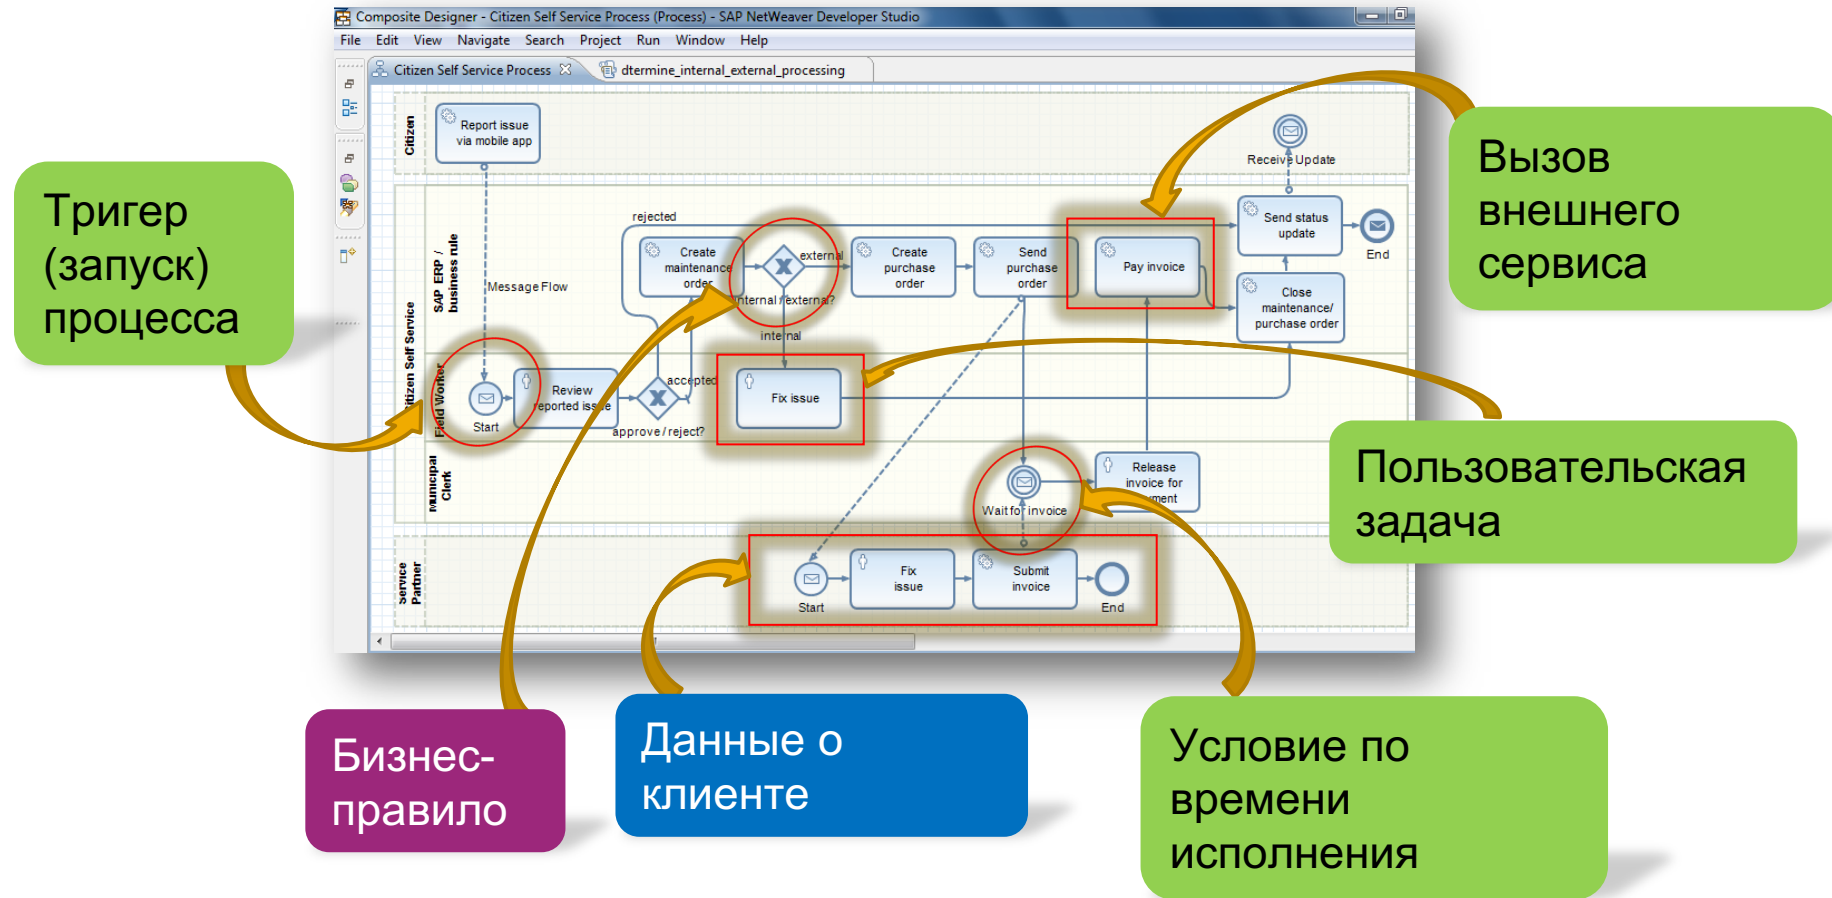 Composite Designer - Citizen Self Service Process (Process) - SAP NetWeaver Developer Studio
File Edit View Navigate Search Project Run Window Help
Citizen Self Service Process
dtermine_internal_external_processing
Citizen
Report issue
via mobile app
Receive Update
Citizen Self Service
SAP ERP /
business rule
Message Flow
rejected
Create
maintenance
order
external
internal / external?
internal
Create
purchase
order
Send
purchase
order
Pay invoice
Send status
update
End
Close
maintenance/
purchase order
Field Worker
Start
Review
reported issue
accepted
approve / reject?
Fix issue
Municipal
Clerk
Wait for invoice
Release
invoice for
payment
Service
Partner
Start
Fix
issue
Submit
invoice
End
Тригер
(запуск)
процесса
Вызов
внешнего
сервиса
Пользовательская
задача
Бизнес-
правило
Данные о
клиенте
Условие по
времени
исполнения